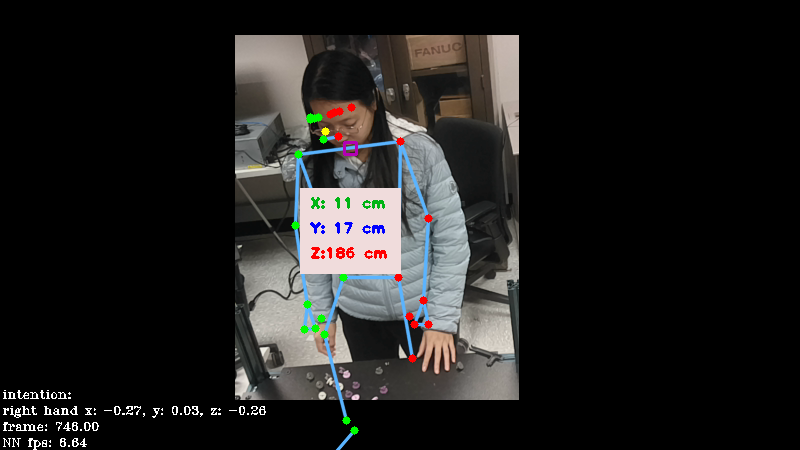 FANUC
X: 11 cm
Y: 17 cm
Z:186 cm
intention:
right hand x: -0.27, y: 0.03, z: -0.26
frame: 746.00
NN fps: 6.64